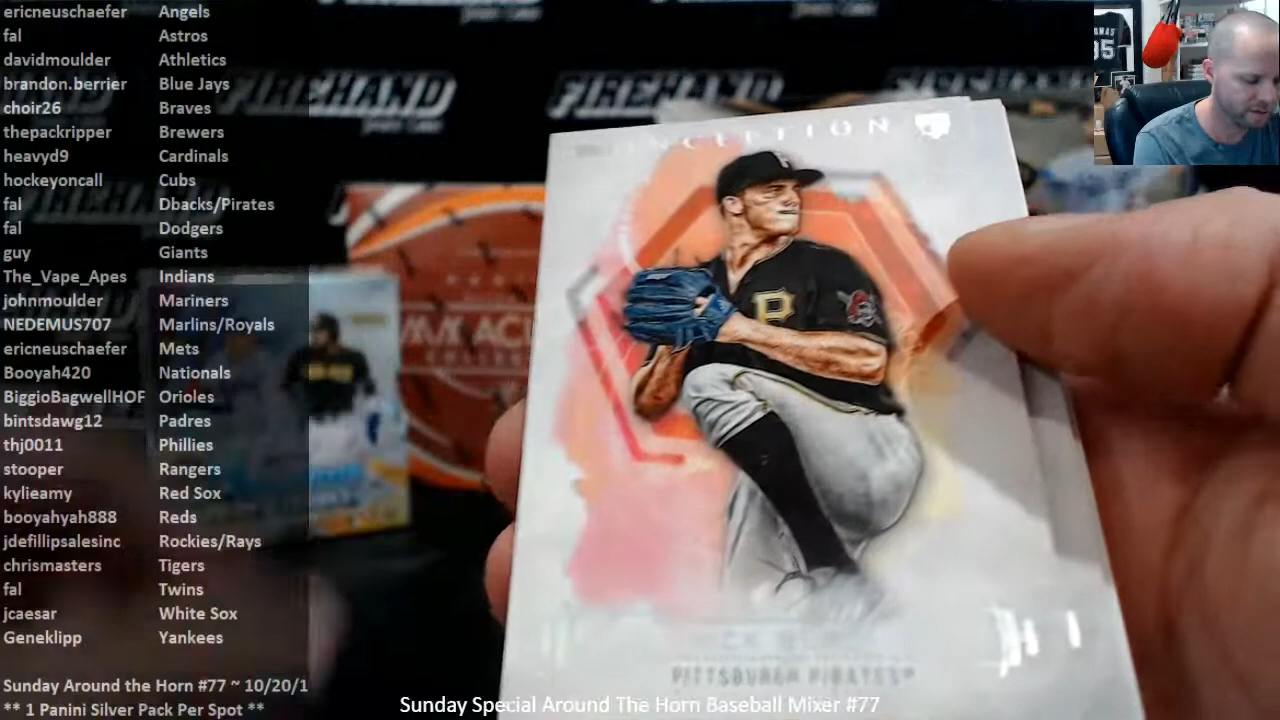 ericneuschaefer Angels
fal Astros
davidmoulder Athletics
brandon.berrier Blue Jays
choir26 Braves
thepackripper Brewers
heavyd9 Cardinals
hockeyoncall Cubs
fal Dbacks/Pirates
fal Dodgers
guy Giants
The_Vape_Apes Indians
johnmoulder Mariners
NEDEMUS707 Marlins/Royals
ericneuschaefer Mets
Booyah420 Nationals
BiggioBagwellHOF Orioles
bintsdawg12 Padres
thj0011 Phillies
stooper Rangers
kylieamy Red Sox
booyahyah888 Reds
jdefillipsalesinc Rockies/Rays
chrismasters Tigers
fal Twins
jcaesar White Sox
Geneklipp Yankees
Sunday Around the Horn #77 ~ 10/20/1
** 1 Panini Silver Pack Per Spot **
FIREHAND
FIREHAND
INCEPTION
P
PITTSBURGH PIRATES
Sunday Special Around The Horn Baseball Mixer #77